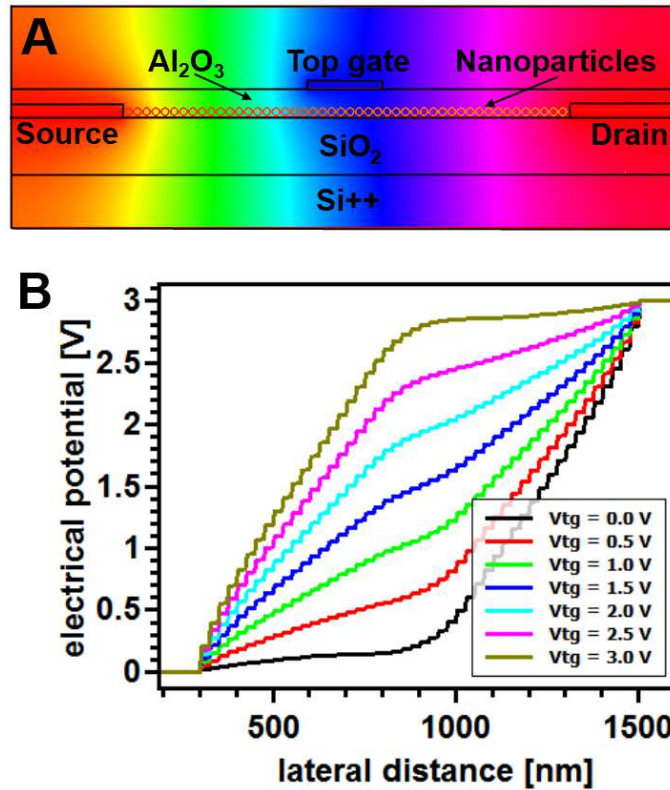 A
Al₂O₃ Top gate Nanoparticles
Source Drain
SiO₂
Si++
B
electrical potential [V]
3
2.5
2
1.5
1
0.5
0
Vtg = 0.0 V
Vtg = 0.5 V
Vtg = 1.0 V
Vtg = 1.5 V
Vtg = 2.0 V
Vtg = 2.5 V
Vtg = 3.0 V
500 1000 1500
lateral distance [nm]